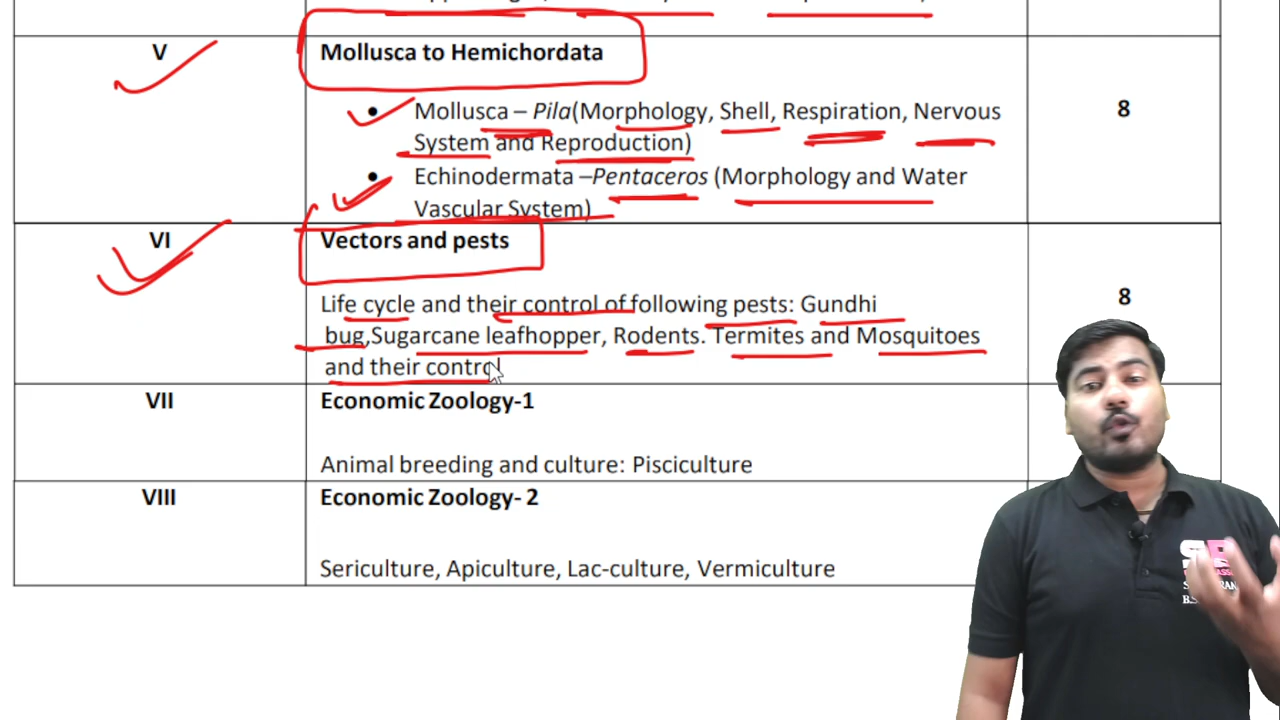 V
Mollusca to Hemichordata
• Mollusca – Pila(Morphology, Shell, Respiration, Nervous
System and Reproduction)
8
• Echinodermata –Pentaceros (Morphology and Water
Vascular System)
VI
Vectors and pests
Life cycle and their control of following pests: Gundhi
bug,Sugarcane leafhopper, Rodents. Termites and Mosquitoes
and their control
8
VII
Economic Zoology-1
Animal breeding and culture: Pisciculture
VIII
Economic Zoology- 2
Sericulture, Apiculture, Lac-culture, Vermiculture